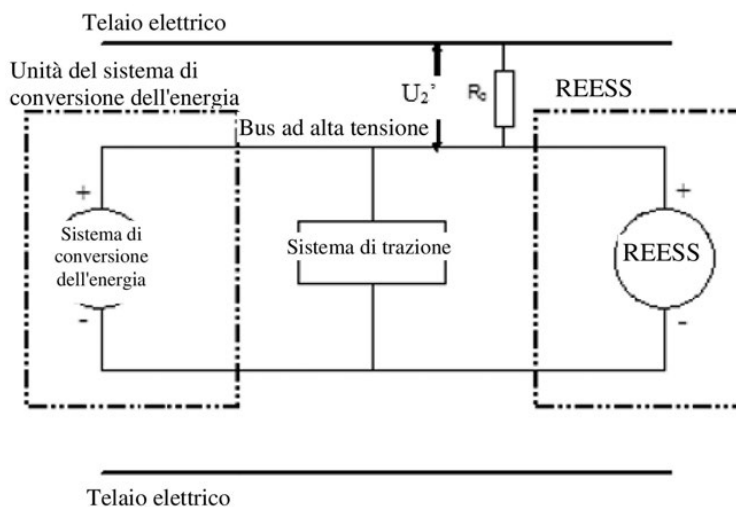 Telaio elettrico
Unità del sistema di
conversione dell'energia
U₂’
R₀
REESS
Bus ad alta tensione
+
+
Sistema di
conversione
dell'energia
Sistema di trazione
REESS
-
-
Telaio elettrico